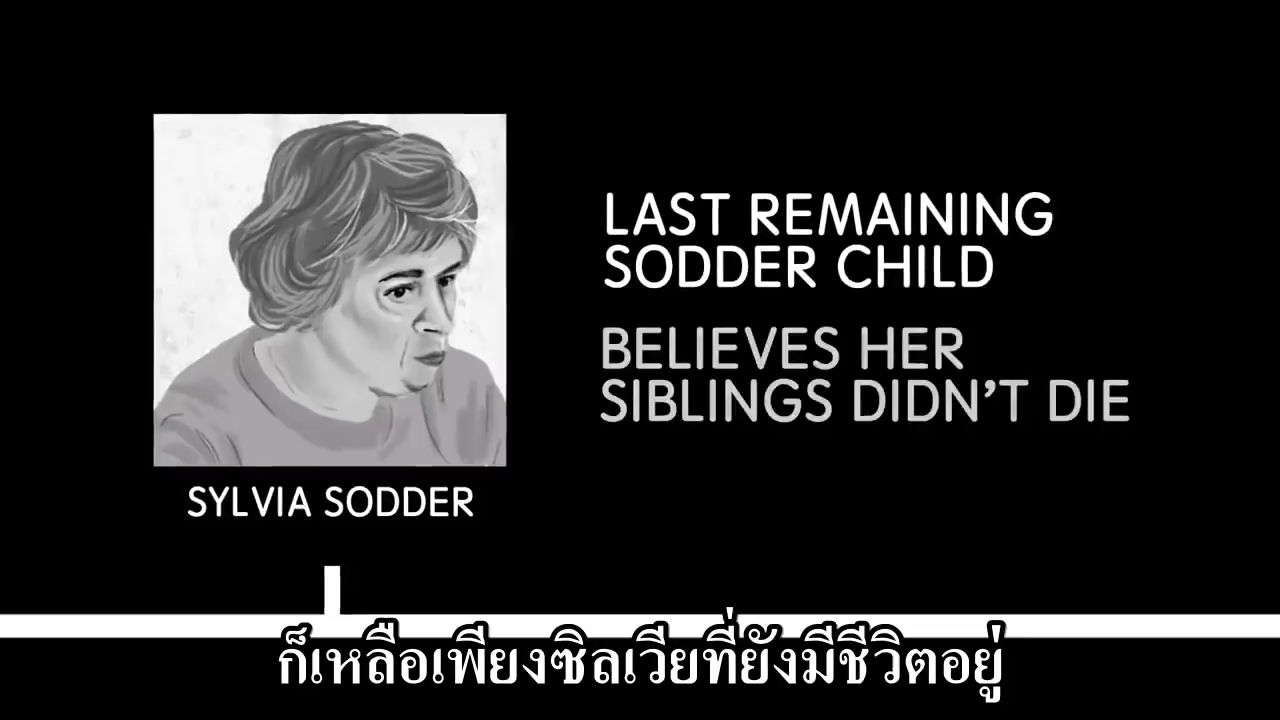 LAST REMAINING
SODDER CHILD
BELIEVES HER
SIBLINGS DIDN'T DIE
SYLVIA SODDER
ก็เหลือเพียงซิลเวียที่ยังมีชีวิตอยู่